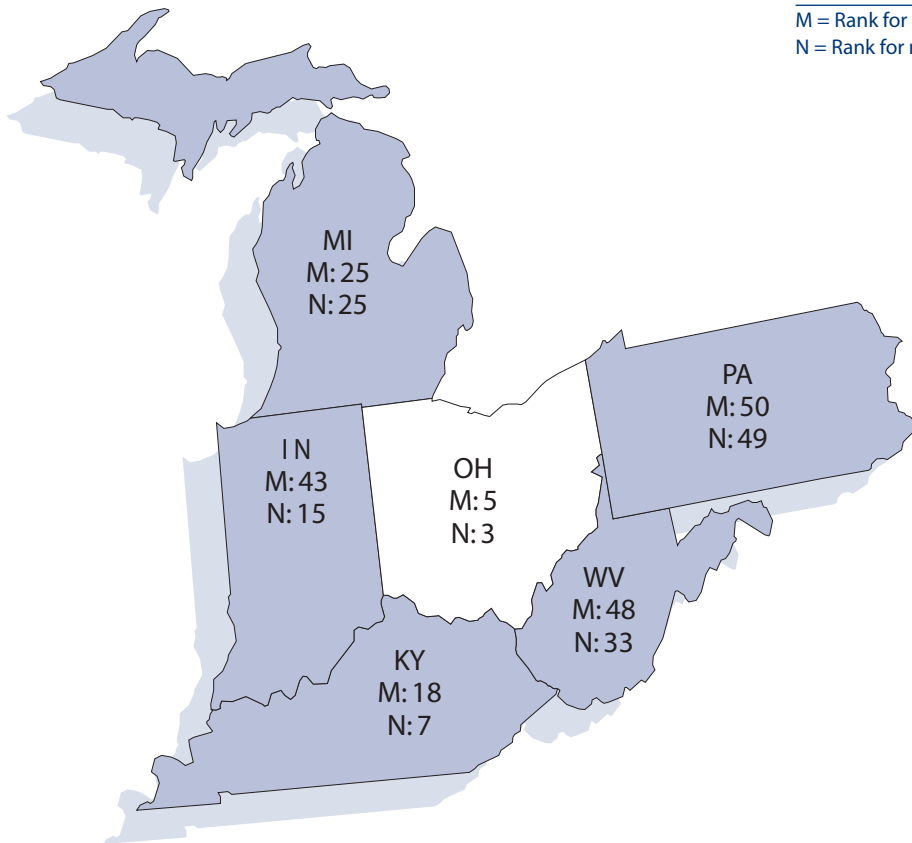 M = Rank for
N = Rank for
MI
M: 25
N: 25
PA
M: 50
N: 49
I N
M: 43
N: 15
OH
M: 5
N: 3
WV
M: 48
N: 33
KY
M: 18
N: 7